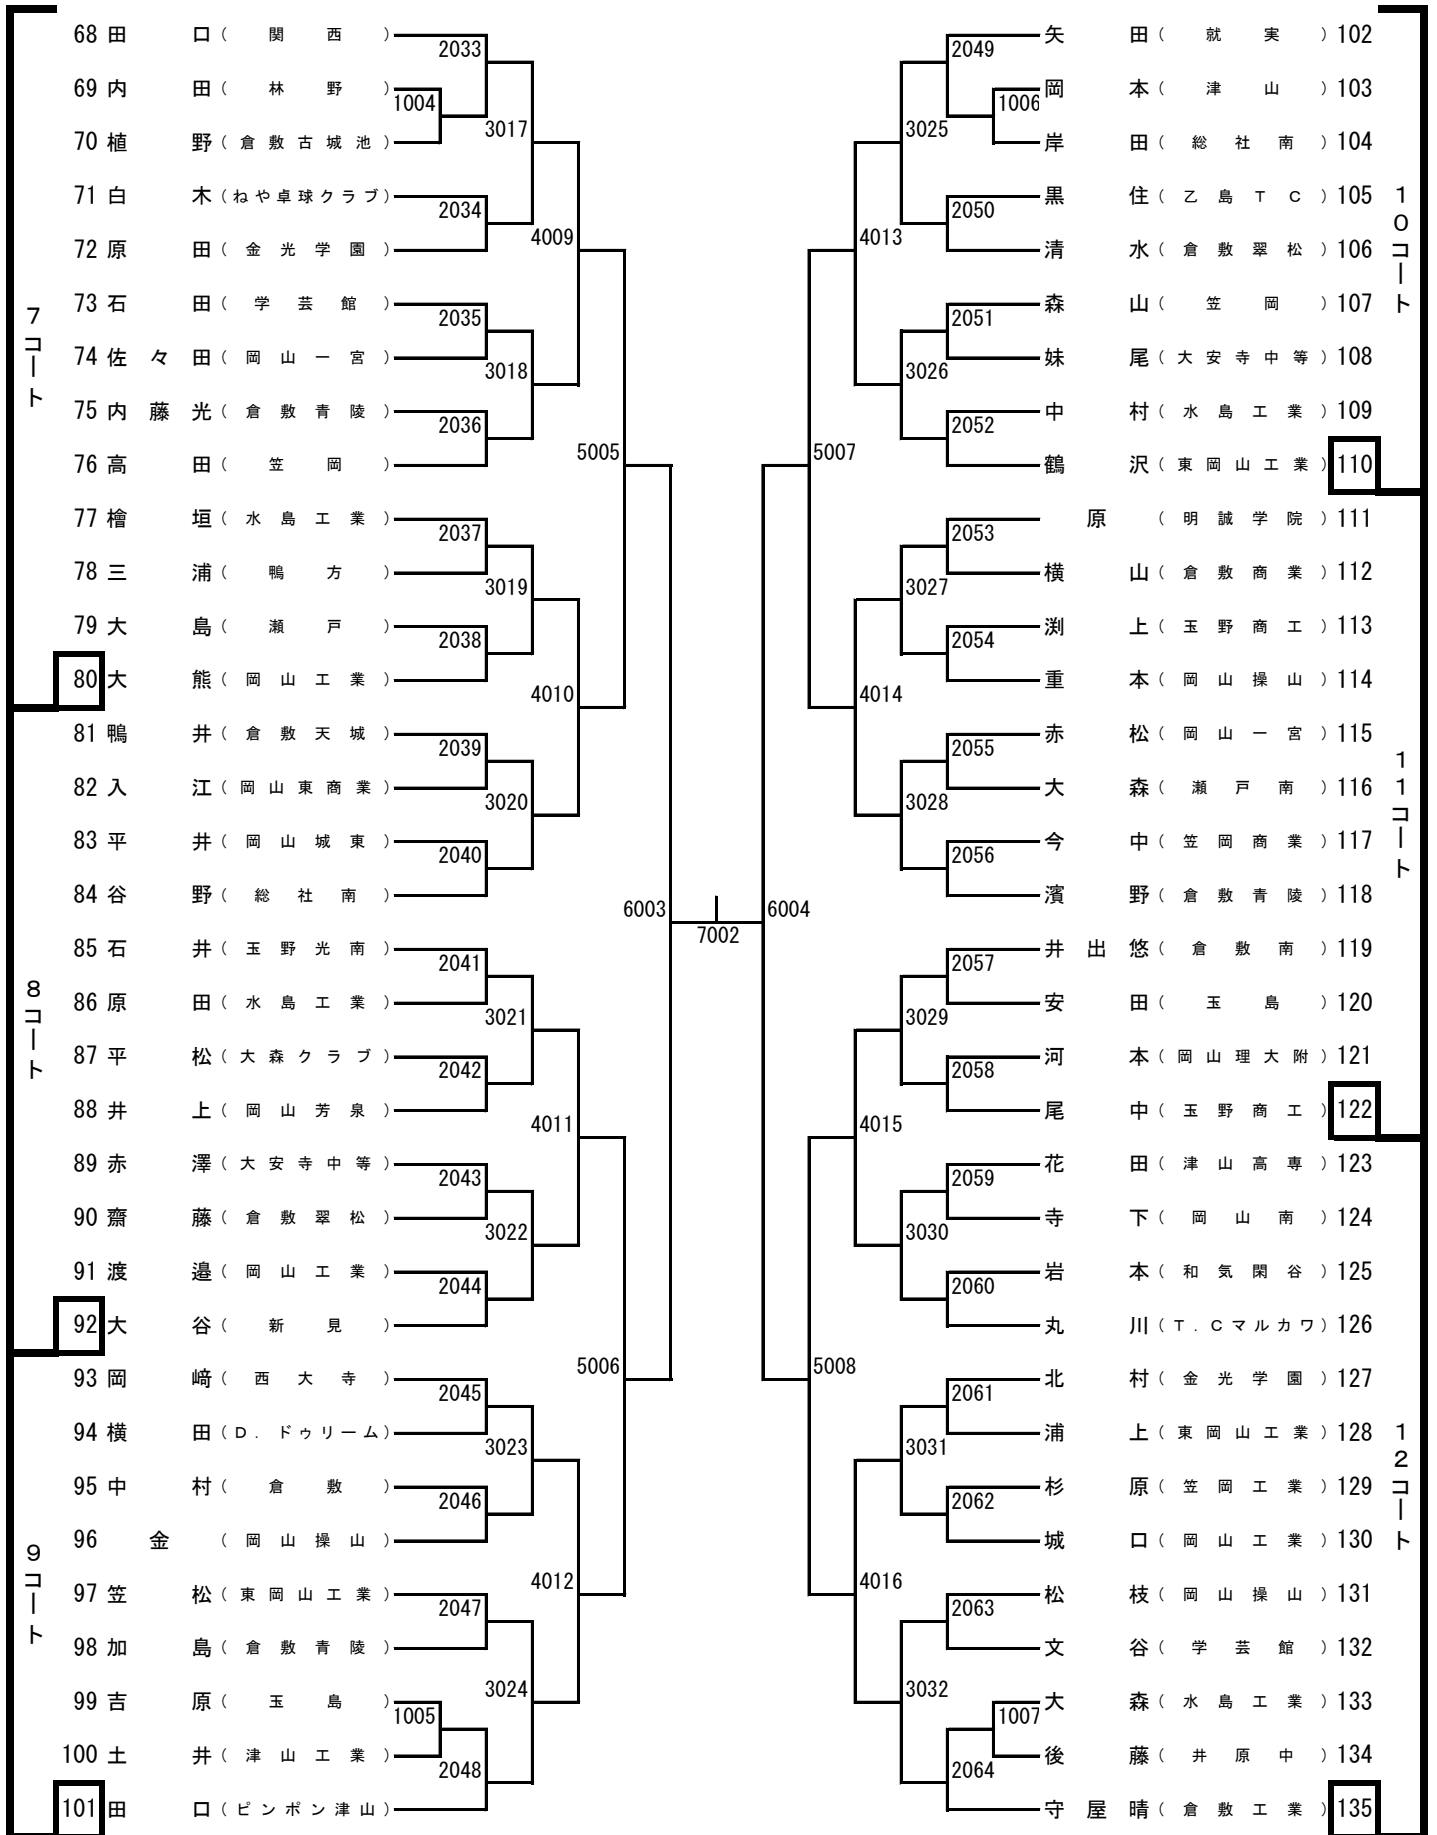 7コート
68 田口 (関西)
69 内田 (林野)
70 植野 (倉敷古城池)
71 白木 (ねや卓球クラブ)
72 原田 (金光学園)
73 石田 (学芸館)
74 佐々田 (岡山一宮)
75 内藤光 (倉敷青陵)
76 高田 (笠岡)
77 檜垣 (水島工業)
78 三浦 (鴨方)
79 大島 (瀬戸)
80 大熊 (岡山工業)
8コート
81 鴨井 (倉敷天城)
82 入江 (岡山東商業)
83 平井 (岡山城東)
84 谷野 (総社南)
85 石井 (玉野光南)
86 原田 (水島工業)
87 平松 (大森クラブ)
88 井上 (岡山芳泉)
89 赤澤 (大安寺中等)
90 齋藤 (倉敷翠松)
91 渡邉 (岡山工業)
92 大谷 (新見)
9コート
93 岡﨑 (西大寺)
94 横田 (D.ドゥリーム)
95 中村 (倉敷)
96 金 (岡山操山)
97 笠松 (東岡山工業)
98 加島 (倉敷青陵)
99 吉原 (玉島)
100 土井 (津山工業)
101 田口 (ピンポン津山)
1004
1005
2033
2034
2035
2036
2037
2038
2039
2040
2041
2042
2043
2044
2045
2046
2047
2048
3017
3018
3019
3020
3021
3022
3023
3024
4009
4010
4011
4012
5005
5006
6003
7002
6004
5007
5008
4013
4014
4015
4016
3025
3026
3027
3028
3029
3030
3031
3032
2049
2050
2051
2052
2053
2054
2055
2056
2057
2058
2059
2060
2061
2062
2063
2064
1006
1007
10コート
矢田 (就実) 102
岡本 (津山) 103
岸田 (総社南) 104
黒住 (乙島TC) 105
清水 (倉敷翠松) 106
森山 (笠岡) 107
妹尾 (大安寺中等) 108
中村 (水島工業) 109
鶴沢 (東岡山工業) 110
11コート
原 (明誠学院) 111
横山 (倉敷商業) 112
渕上 (玉野商工) 113
重本 (岡山操山) 114
赤松 (岡山一宮) 115
大森 (瀬戸南) 116
今中 (笠岡商業) 117
濱野 (倉敷青陵) 118
井出悠 (倉敷南) 119
安田 (玉島) 120
河本 (岡山理大附) 121
尾中 (玉野商工) 122
12コート
花田 (津山高専) 123
寺下 (岡山南) 124
岩本 (和気閑谷) 125
丸川 (T.Cマルカワ) 126
北村 (金光学園) 127
浦上 (東岡山工業) 128
杉原 (笠岡工業) 129
城口 (岡山工業) 130
松枝 (岡山操山) 131
文谷 (学芸館) 132
大森 (水島工業) 133
後藤 (井原中) 134
守屋晴 (倉敷工業) 135